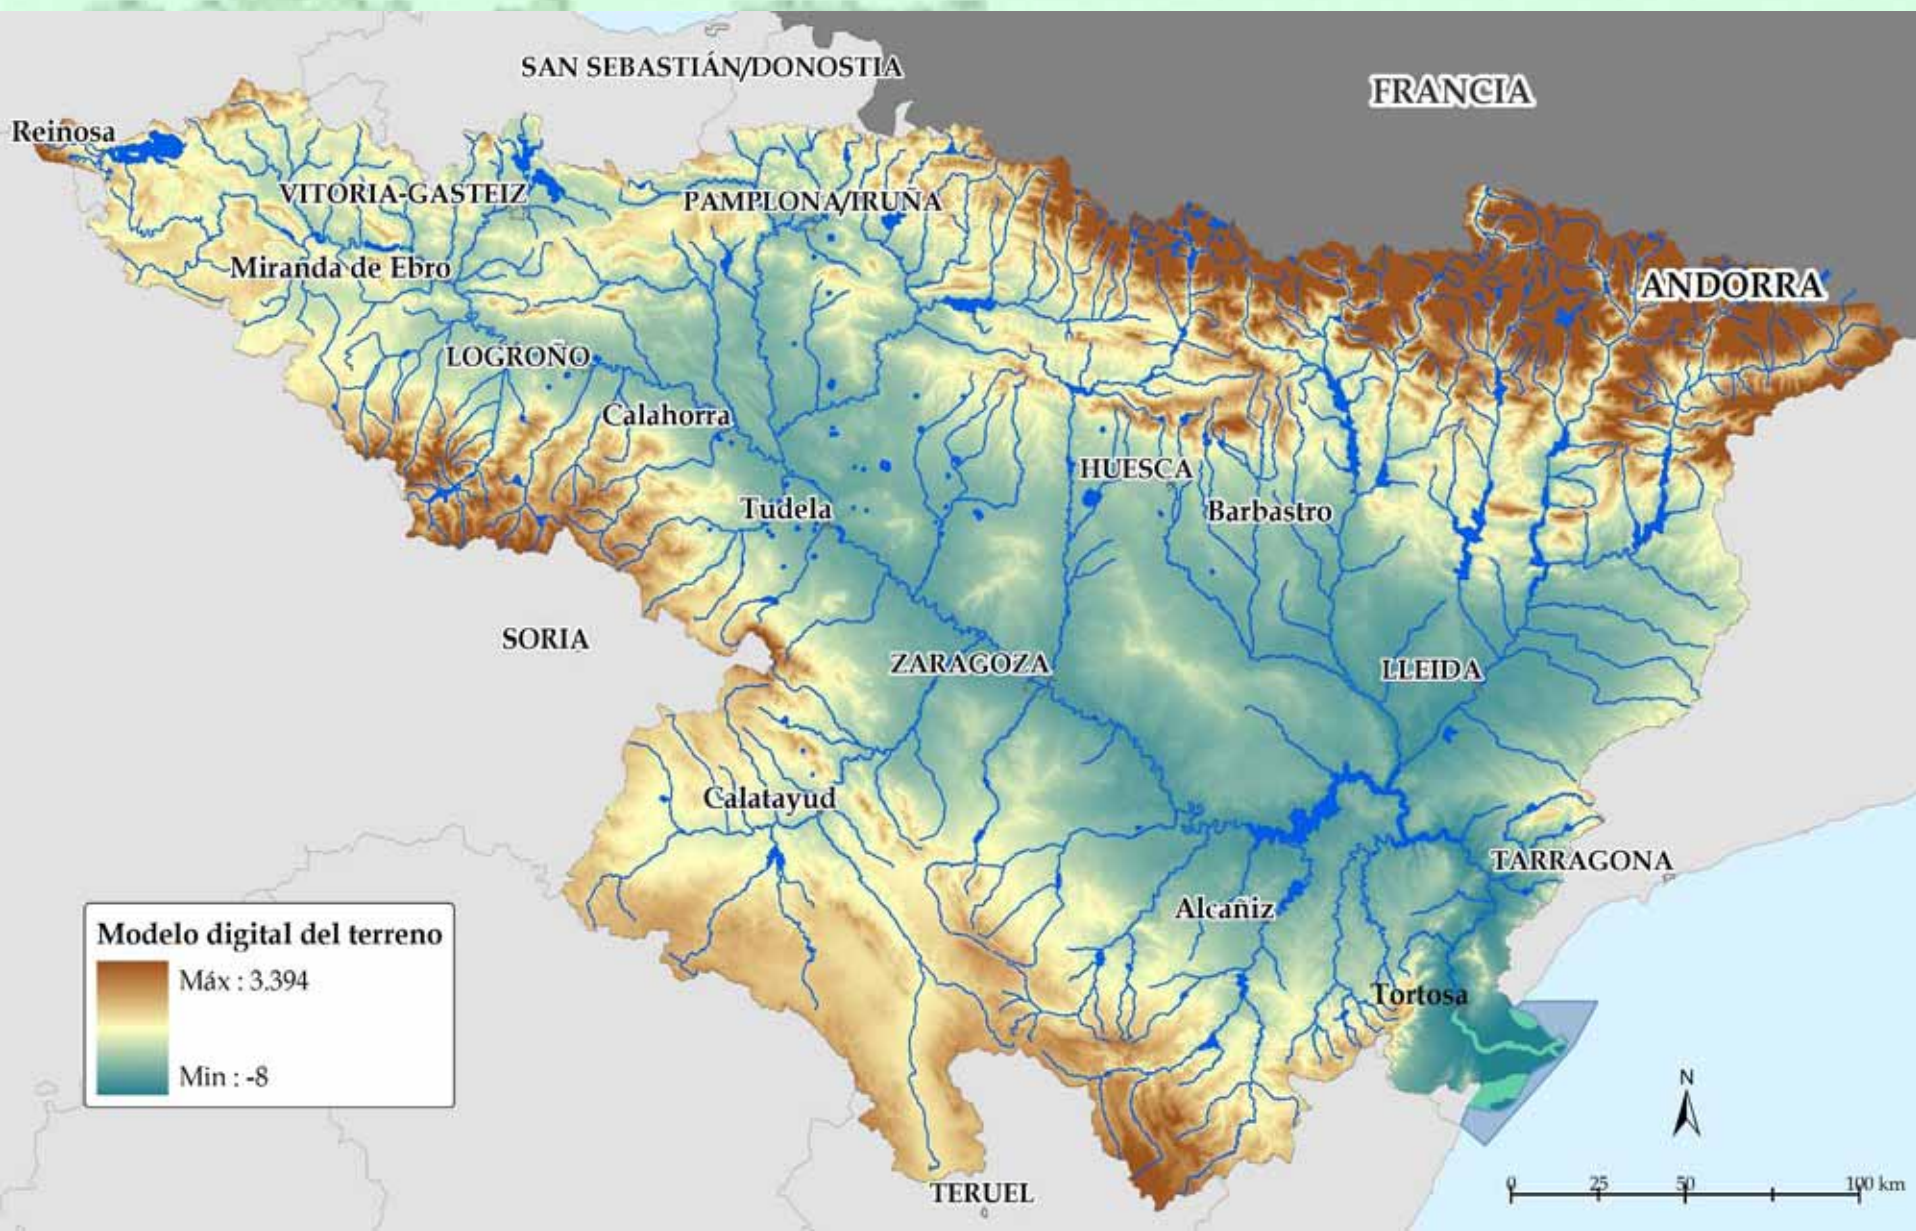 SAN SEBASTIÁN/DONOSTIA
FRANCIA
Reinosa
VITORIA-GASTEIZ
PAMPLONA/IRUÑA
Miranda de Ebro
ANDORRA
LOGROÑO
Calahorra
HUESCA
Tudela
Barbastro
SORIA
ZARAGOZA
LLEIDA
Calatayud
TARRAGONA
Alcañiz
Modelo digital del terreno
Máx : 3.394
Min : -8
Tortosa
TERUEL
N
0 25 50 100 km